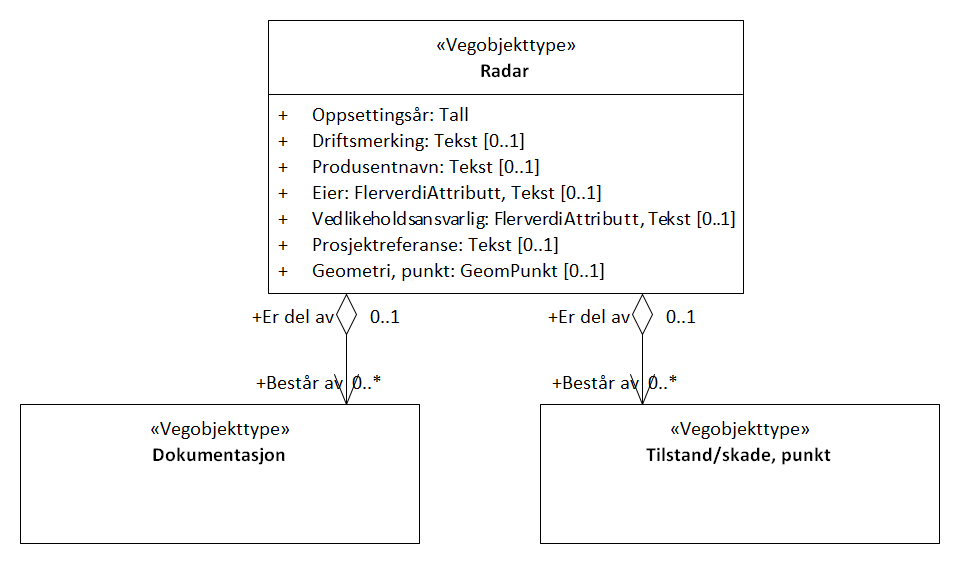 «Vegobjekttype»
Radar
+ Oppsettingsår: Tall
+ Driftsmerking: Tekst [0..1]
+ Produsentnavn: Tekst [0..1]
+ Eier: FlerverdiAttributt, Tekst [0..1]
+ Vedlikeholdsansvarlig: FlerverdiAttributt, Tekst [0..1]
+ Prosjektreferanse: Tekst [0..1]
+ Geometri, punkt: GeomPunkt [0..1]
+Er del av 0..1
+Er del av 0..1
+Består av 0..*
+Består av 0..*
«Vegobjekttype»
Dokumentasjon
«Vegobjekttype»
Tilstand/skade, punkt